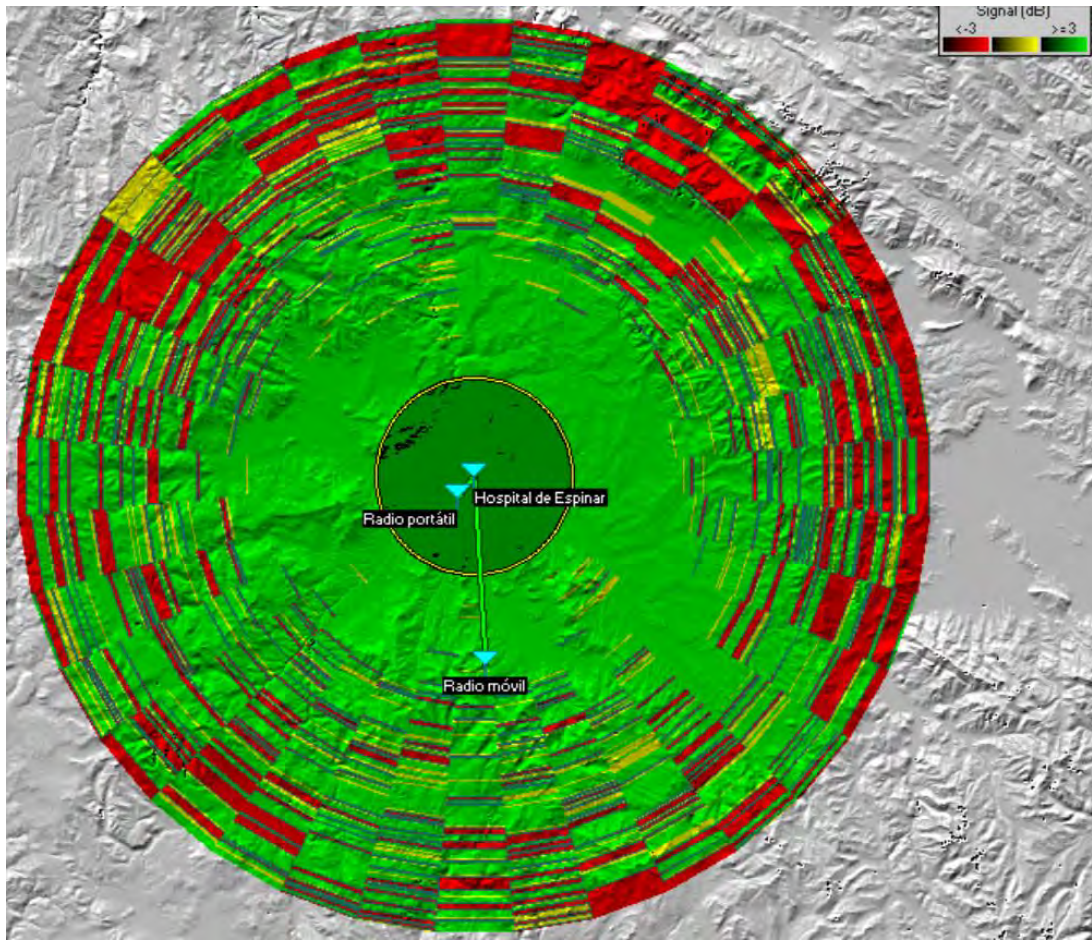 Signal (dB)
<-3 >=3
Hospital de Espinar
Radio portátil
Radio móvil